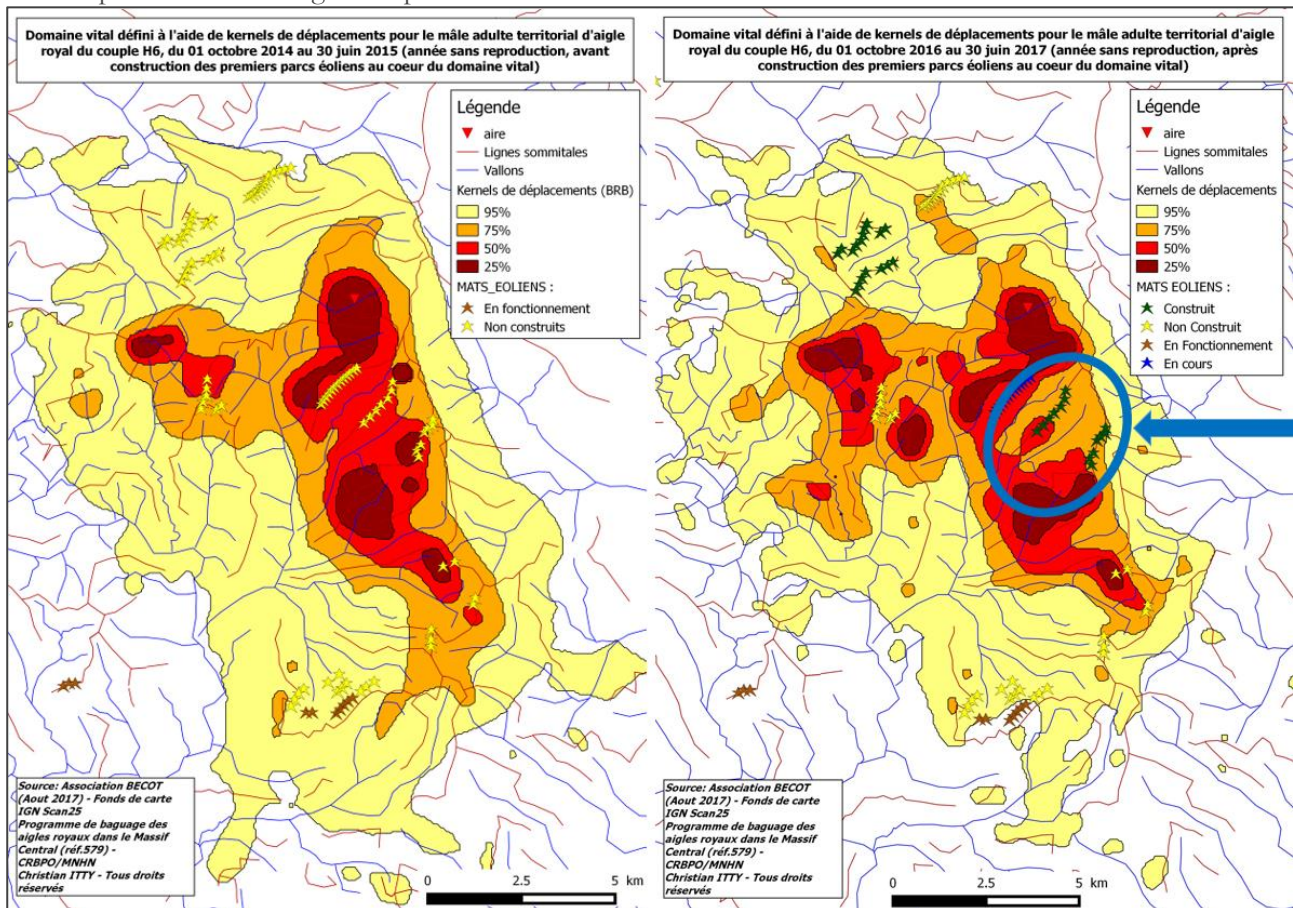 Domaine vital défini à l'aide de kernels de déplacements pour le mâle adulte territorial d'aigle
royal du couple H6, du 01 octobre 2014 au 30 juin 2015 (année sans reproduction, avant
construction des premiers parcs éoliens au coeur du domaine vital)
Légende
aire
Lignes sommitales
Vallons
Kernels de déplacements (BRB)
95%
75%
50%
25%
MATS_EOLIENS :
En fonctionnement
Non construits
Source: Association BECOT
(Aout 2017) - Fonds de carte
IGN Scan25
Programme de baguage des
aigles royaux dans le Massif
Central (réf.579) -
CRBPO/MNHN
Christian ITTY - Tous droits
réservés
0 2.5 5 km
Domaine vital défini à l'aide de kernels de déplacements pour le mâle adulte territorial d'aigle
royal du couple H6, du 01 octobre 2016 au 30 juin 2017 (année sans reproduction, après
construction des premiers parcs éoliens au coeur du domaine vital)
Légende
aire
Lignes sommitales
Vallons
Kernels de déplacements
95%
75%
50%
25%
MATS EOLIENS :
Construit
Non Construit
En Fonctionnement
En cours
Source: Association BECOT
(Aout 2017) - Fonds de carte
IGN Scan25
Programme de baguage des
aigles royaux dans le Massif
Central (réf.579) -
CRBPO/MNHN
Christian ITTY - Tous droits
réservés
0 2.5 5 km